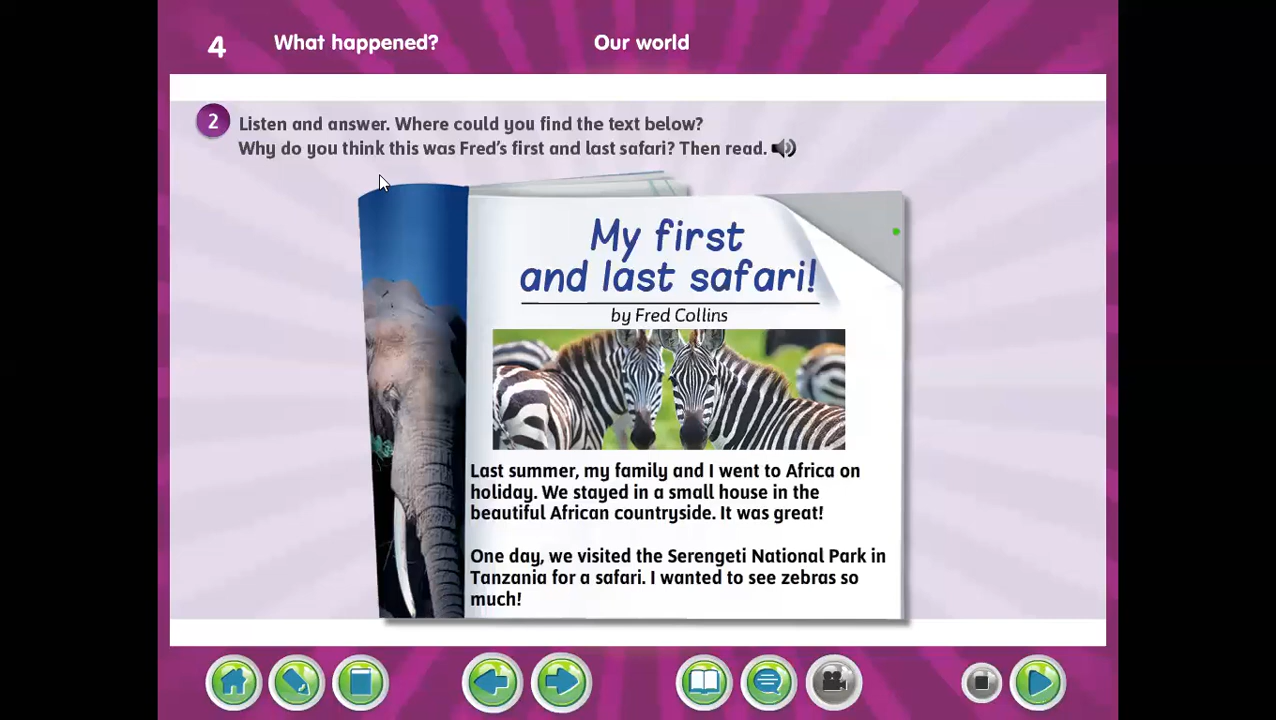 4 What happened? Our world
2 Listen and answer. Where could you find the text below?
Why do you think this was Fred's first and last safari? Then read.
My first
and last safari!
by Fred Collins
Last summer, my family and I went to Africa on
holiday. We stayed in a small house in the
beautiful African countryside. It was great!
One day, we visited the Serengeti National Park in
Tanzania for a safari. I wanted to see zebras so
much!